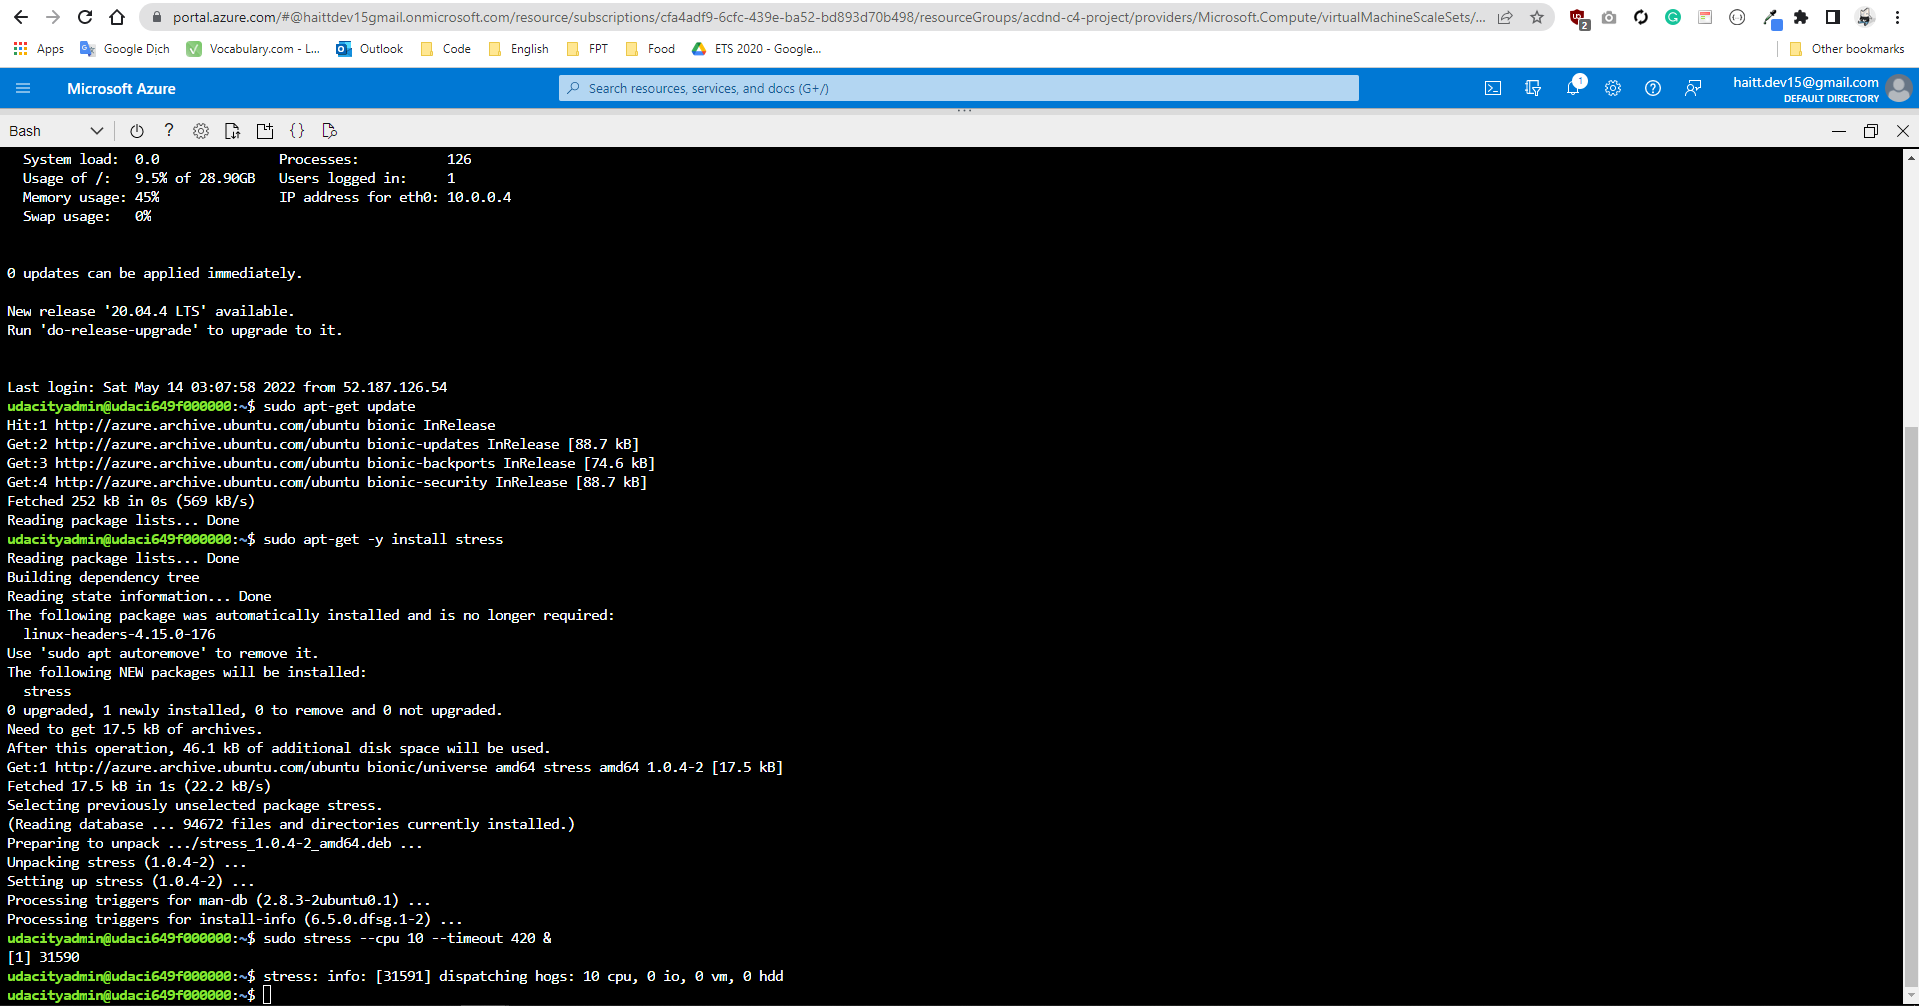 portal.azure.com/#@haittdev15gmail.onmicrosoft.com/resource/subscriptions/cfa4adf9-6cfc-439e-ba52-bd893d70b498/resourceGroups/acdnd-c4-project/providers/Microsoft.Compute/virtualMachineScaleSets/...
2
Apps Google Dịch Vocabulary.com - L... Outlook Code English FPT Food ETS 2020 - Google... Other bookmarks
Microsoft Azure
Search resources, services, and docs (G+/)
1
haitt.dev15@gmail.com
DEFAULT DIRECTORY
Bash
System load: 0.0 Processes: 126
Usage of /: 9.5% of 28.90GB Users logged in: 1
Memory usage: 45% IP address for eth0: 10.0.0.4
Swap usage: 0%
0 updates can be applied immediately.
New release '20.04.4 LTS' available.
Run 'do-release-upgrade' to upgrade to it.
Last login: Sat May 14 03:07:58 2022 from 52.187.126.54
udacityadmin@udaci649f000000:~$ sudo apt-get update
Hit:1 http://azure.archive.ubuntu.com/ubuntu bionic InRelease
Get:2 http://azure.archive.ubuntu.com/ubuntu bionic-updates InRelease [88.7 kB]
Get:3 http://azure.archive.ubuntu.com/ubuntu bionic-backports InRelease [74.6 kB]
Get:4 http://azure.archive.ubuntu.com/ubuntu bionic-security InRelease [88.7 kB]
Fetched 252 kB in 0s (569 kB/s)
Reading package lists... Done
udacityadmin@udaci649f000000:~$ sudo apt-get -y install stress
Reading package lists... Done
Building dependency tree
Reading state information... Done
The following package was automatically installed and is no longer required:
linux-headers-4.15.0-176
Use 'sudo apt autoremove' to remove it.
The following NEW packages will be installed:
stress
0 upgraded, 1 newly installed, 0 to remove and 0 not upgraded.
Need to get 17.5 kB of archives.
After this operation, 46.1 kB of additional disk space will be used.
Get:1 http://azure.archive.ubuntu.com/ubuntu bionic/universe amd64 stress amd64 1.0.4-2 [17.5 kB]
Fetched 17.5 kB in 1s (22.2 kB/s)
Selecting previously unselected package stress.
(Reading database ... 94672 files and directories currently installed.)
Preparing to unpack .../stress_1.0.4-2_amd64.deb ...
Unpacking stress (1.0.4-2) ...
Setting up stress (1.0.4-2) ...
Processing triggers for man-db (2.8.3-2ubuntu0.1) ...
Processing triggers for install-info (6.5.0.dfsg.1-2) ...
udacityadmin@udaci649f000000:~$ sudo stress --cpu 10 --timeout 420 &
[1] 31590
udacityadmin@udaci649f000000:~$ stress: info: [31591] dispatching hogs: 10 cpu, 0 io, 0 vm, 0 hdd
udacityadmin@udaci649f000000:~$